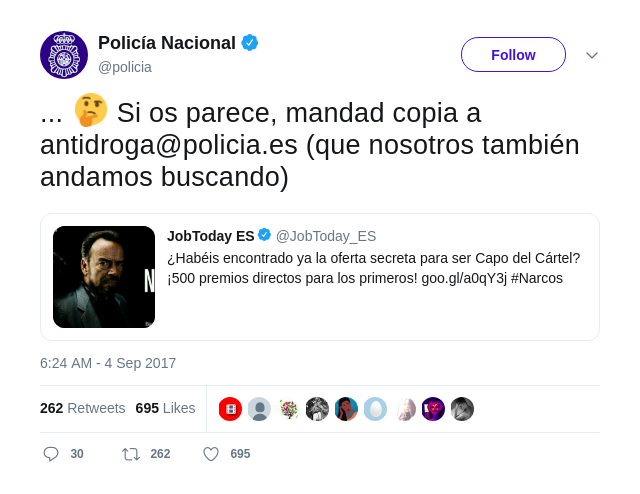 Policía Nacional
@policia
Follow
... 🤔 Si os parece, mandad copia a
antidroga@policia.es (que nosotros también
andamos buscando)
JobToday ES @JobToday_ES
¿Habéis encontrado ya la oferta secreta para ser Capo del Cártel?
¡500 premios directos para los primeros! goo.gl/a0qY3j #Narcos
N
6:24 AM - 4 Sep 2017
262 Retweets 695 Likes
30 262 695